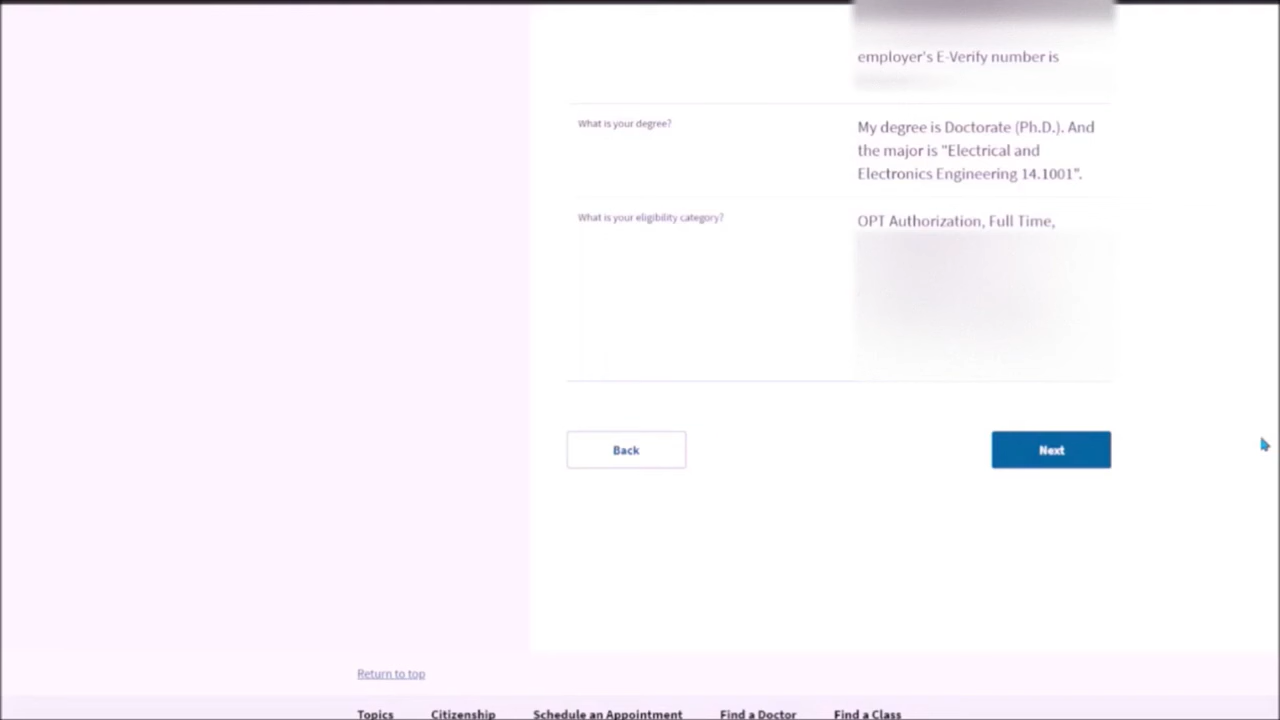 employer's E-Verify number is
What is your degree?
My degree is Doctorate (Ph.D.). And
the major is "Electrical and
Electronics Engineering 14.1001".
What is your eligibility category?
OPT Authorization, Full Time,
Back
Next
Return to top
Topics Citizenship Schedule an Appointment Find a Doctor Find a Class